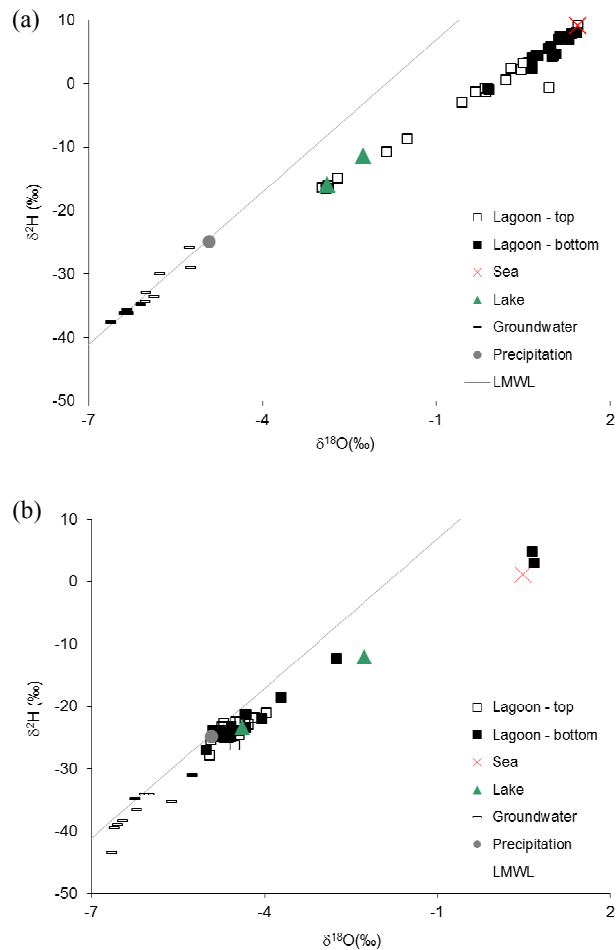 (a)
10
0
-10
-20
-30
-40
-50
δ²H (‰)
-7
-4
-1
2
δ¹⁸O(‰)
Lagoon - top
Lagoon - bottom
Sea
Lake
Groundwater
Precipitation
LMWL
(b)
10
0
-10
-20
-30
-40
-50
δ²H (‰)
-7
-4
-1
2
δ¹⁸O(‰)
Lagoon - top
Lagoon - bottom
Sea
Lake
Groundwater
Precipitation
LMWL